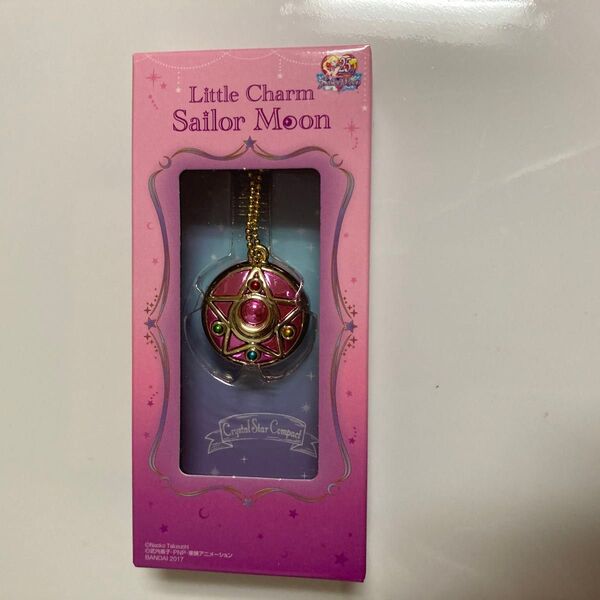 25
Little Charm
Sailor Moon
Crystal Star Compact
©Naoko Takeuchi
©武内直子・PNP・東映アニメーション
BANDAI 2017